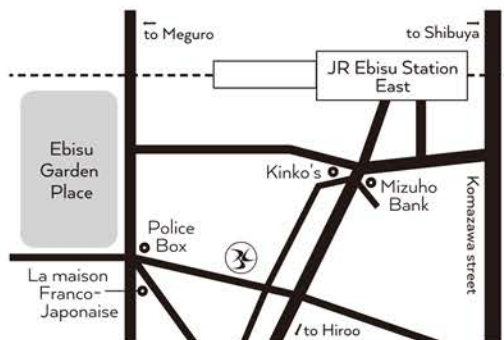 ←
to Meguro
→
to Shibuya
JR Ebisu Station
East
Ebisu
Garden
Place
Kinko's
Mizuho
Bank
Komazawa street
Police
Box
La maison
Franco-
Japonaise
to Hiroo